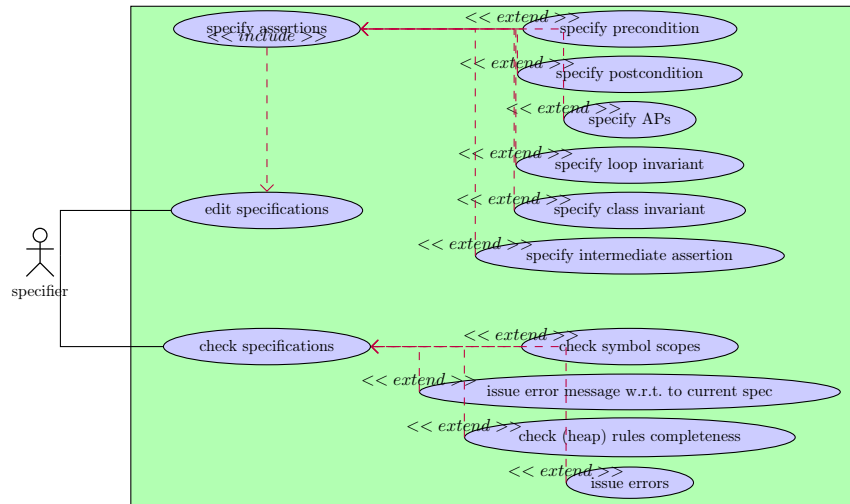 << extend >>
specify assertions
specify precondition
<< include >>
<< extend >>
specify postcondition
<< extend >>
specify APs
<< extend >>
specify loop invariant
<< extend >>
edit specifications
specify class invariant
<< extend >>
specify intermediate assertion
specifier
<< extend >>
check specifications
check symbol scopes
<< extend >>
issue error message w.r.t. to current spec
<< extend >>
check (heap) rules completeness
<< extend >>
issue errors